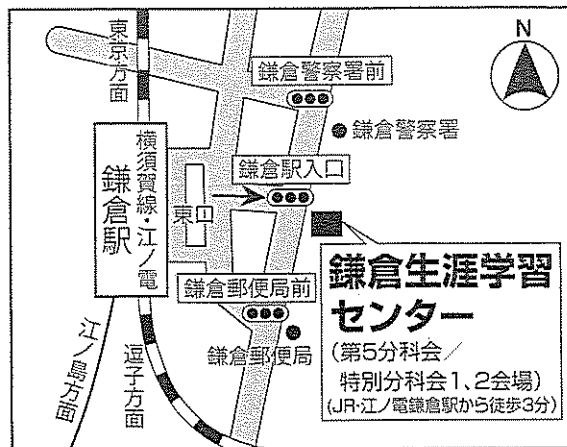 N
東京方面
鎌倉警察署前
鎌倉警察署
横須賀線・江ノ電
鎌倉駅
鎌倉駅入口
東口
鎌倉生涯学習
センター
(第5分科会/
特別分科会1、2会場)
(JR・江ノ電鎌倉駅から徒歩3分)
鎌倉郵便局前
鎌倉郵便局
江ノ島方面
逗子方面